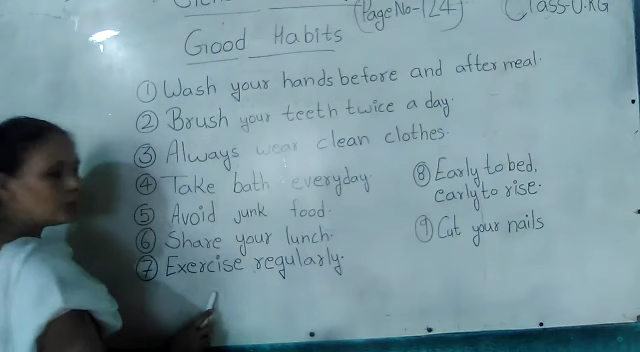 (Page No-124) Class-U.KG
Good Habits
① Wash your hands before and after meal.
② Brush your teeth twice a day.
③ Always wear clean clothes.
④ Take bath everyday.
⑤ Avoid junk food.
⑥ Share your lunch.
⑦ Exercise regularly.
⑧ Early to bed,
early to rise.
⑨ Cut your nails